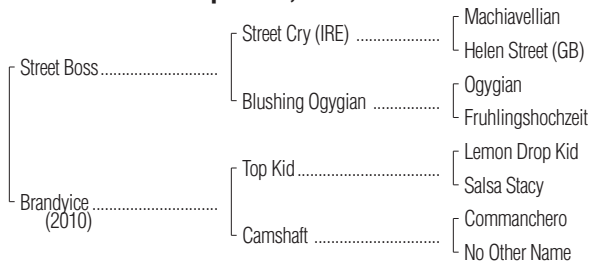 Machiavellian
Street Cry (IRE) ..................
Helen Street (GB)
Street Boss..........................
Ogygian
Blushing Ogygian ..............
Fruhlingshochzeit
Lemon Drop Kid
Top Kid...............................
Salsa Stacy
Brandyice ...........................
(2010)
Commanchero
Camshaft ...........................
No Other Name